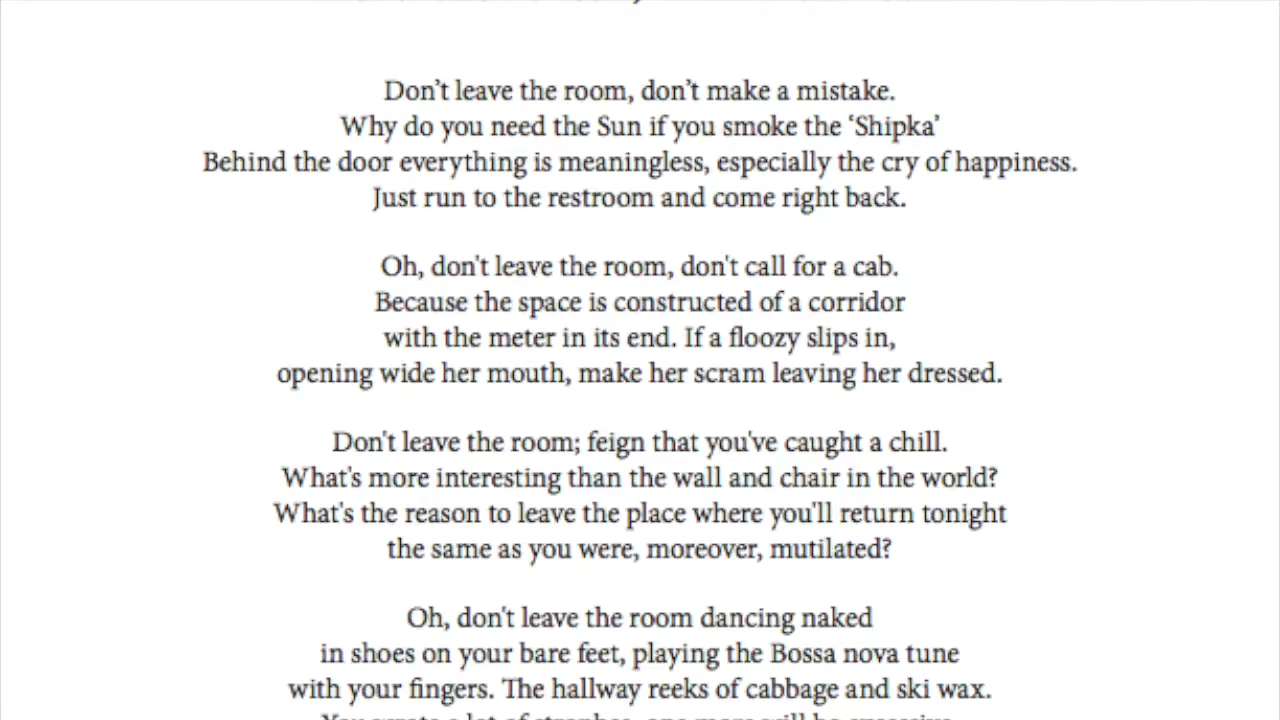 Don’t leave the room, don’t make a mistake.
Why do you need the Sun if you smoke the ‘Shipka’
Behind the door everything is meaningless, especially the cry of happiness.
Just run to the restroom and come right back.
Oh, don't leave the room, don't call for a cab.
Because the space is constructed of a corridor
with the meter in its end. If a floozy slips in,
opening wide her mouth, make her scram leaving her dressed.
Don't leave the room; feign that you've caught a chill.
What's more interesting than the wall and chair in the world?
What's the reason to leave the place where you'll return tonight
the same as you were, moreover, mutilated?
Oh, don't leave the room dancing naked
in shoes on your bare feet, playing the Bossa nova tune
with your fingers. The hallway reeks of cabbage and ski wax.